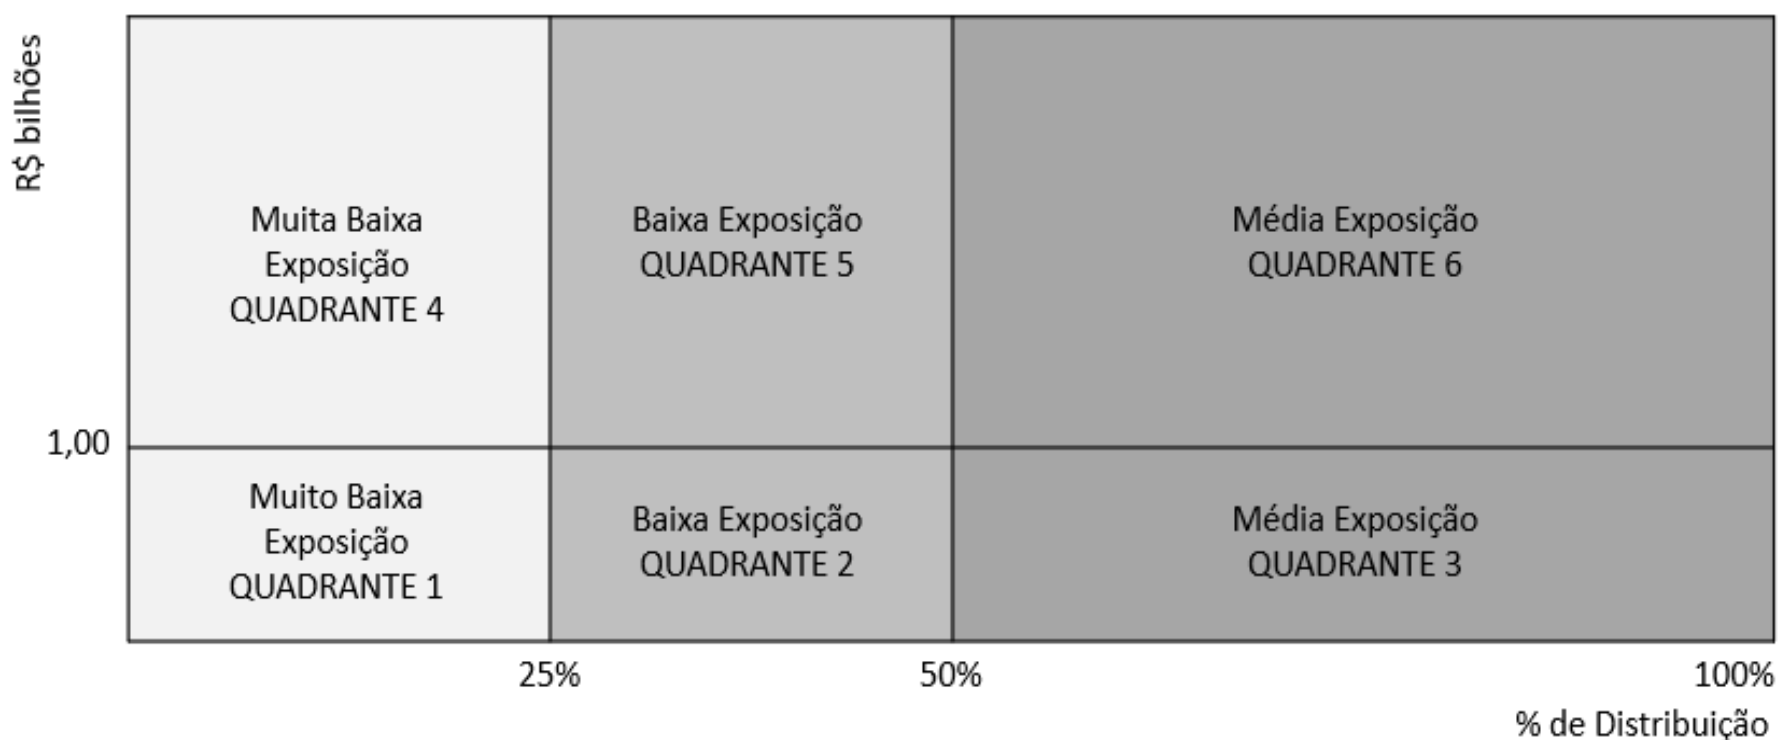 R$ bilhões
Muita Baixa
Exposição
QUADRANTE 4
Baixa Exposição
QUADRANTE 5
Média Exposição
QUADRANTE 6
1,00
Muito Baixa
Exposição
QUADRANTE 1
Baixa Exposição
QUADRANTE 2
Média Exposição
QUADRANTE 3
25%
50%
100%
% de Distribuição